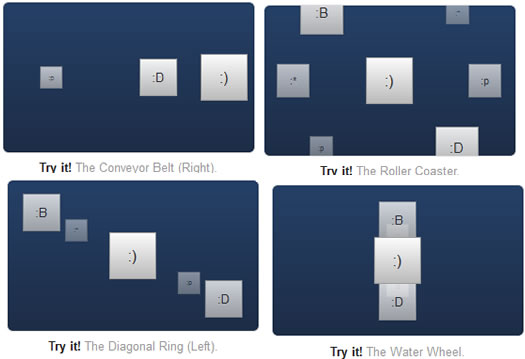 :p
:D
:)
Try it! The Conveyor Belt (Right).
:B
:*
:)
:p
:p
:D
Try it! The Roller Coaster.
:B
:)
:D
Try it! The Diagonal Ring (Left).
:B
:)
:D
Try it! The Water Wheel.